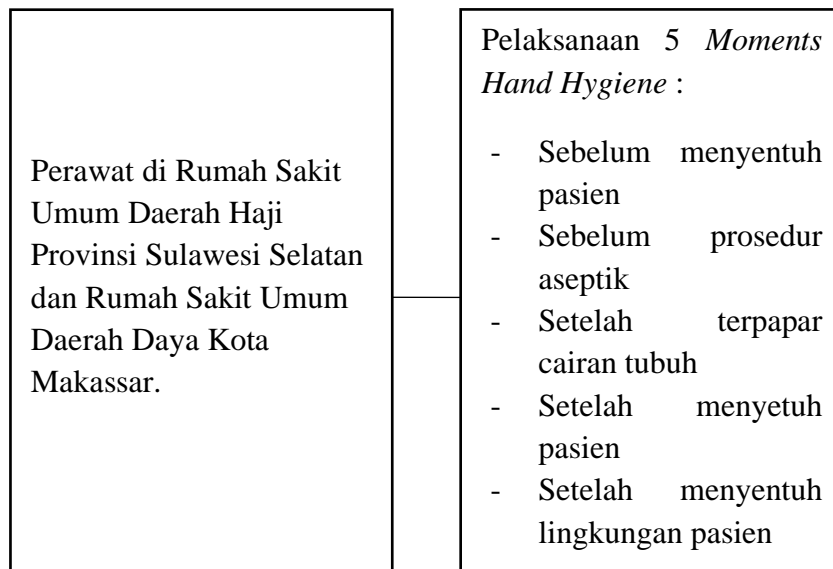 Perawat di Rumah Sakit
Umum Daerah Haji
Provinsi Sulawesi Selatan
dan Rumah Sakit Umum
Daerah Daya Kota
Makassar.
Pelaksanaan 5 Moments
Hand Hygiene :
- Sebelum menyentuh
pasien
- Sebelum prosedur
aseptik
- Setelah terpapar
cairan tubuh
- Setelah menyetuh
pasien
- Setelah menyentuh
lingkungan pasien